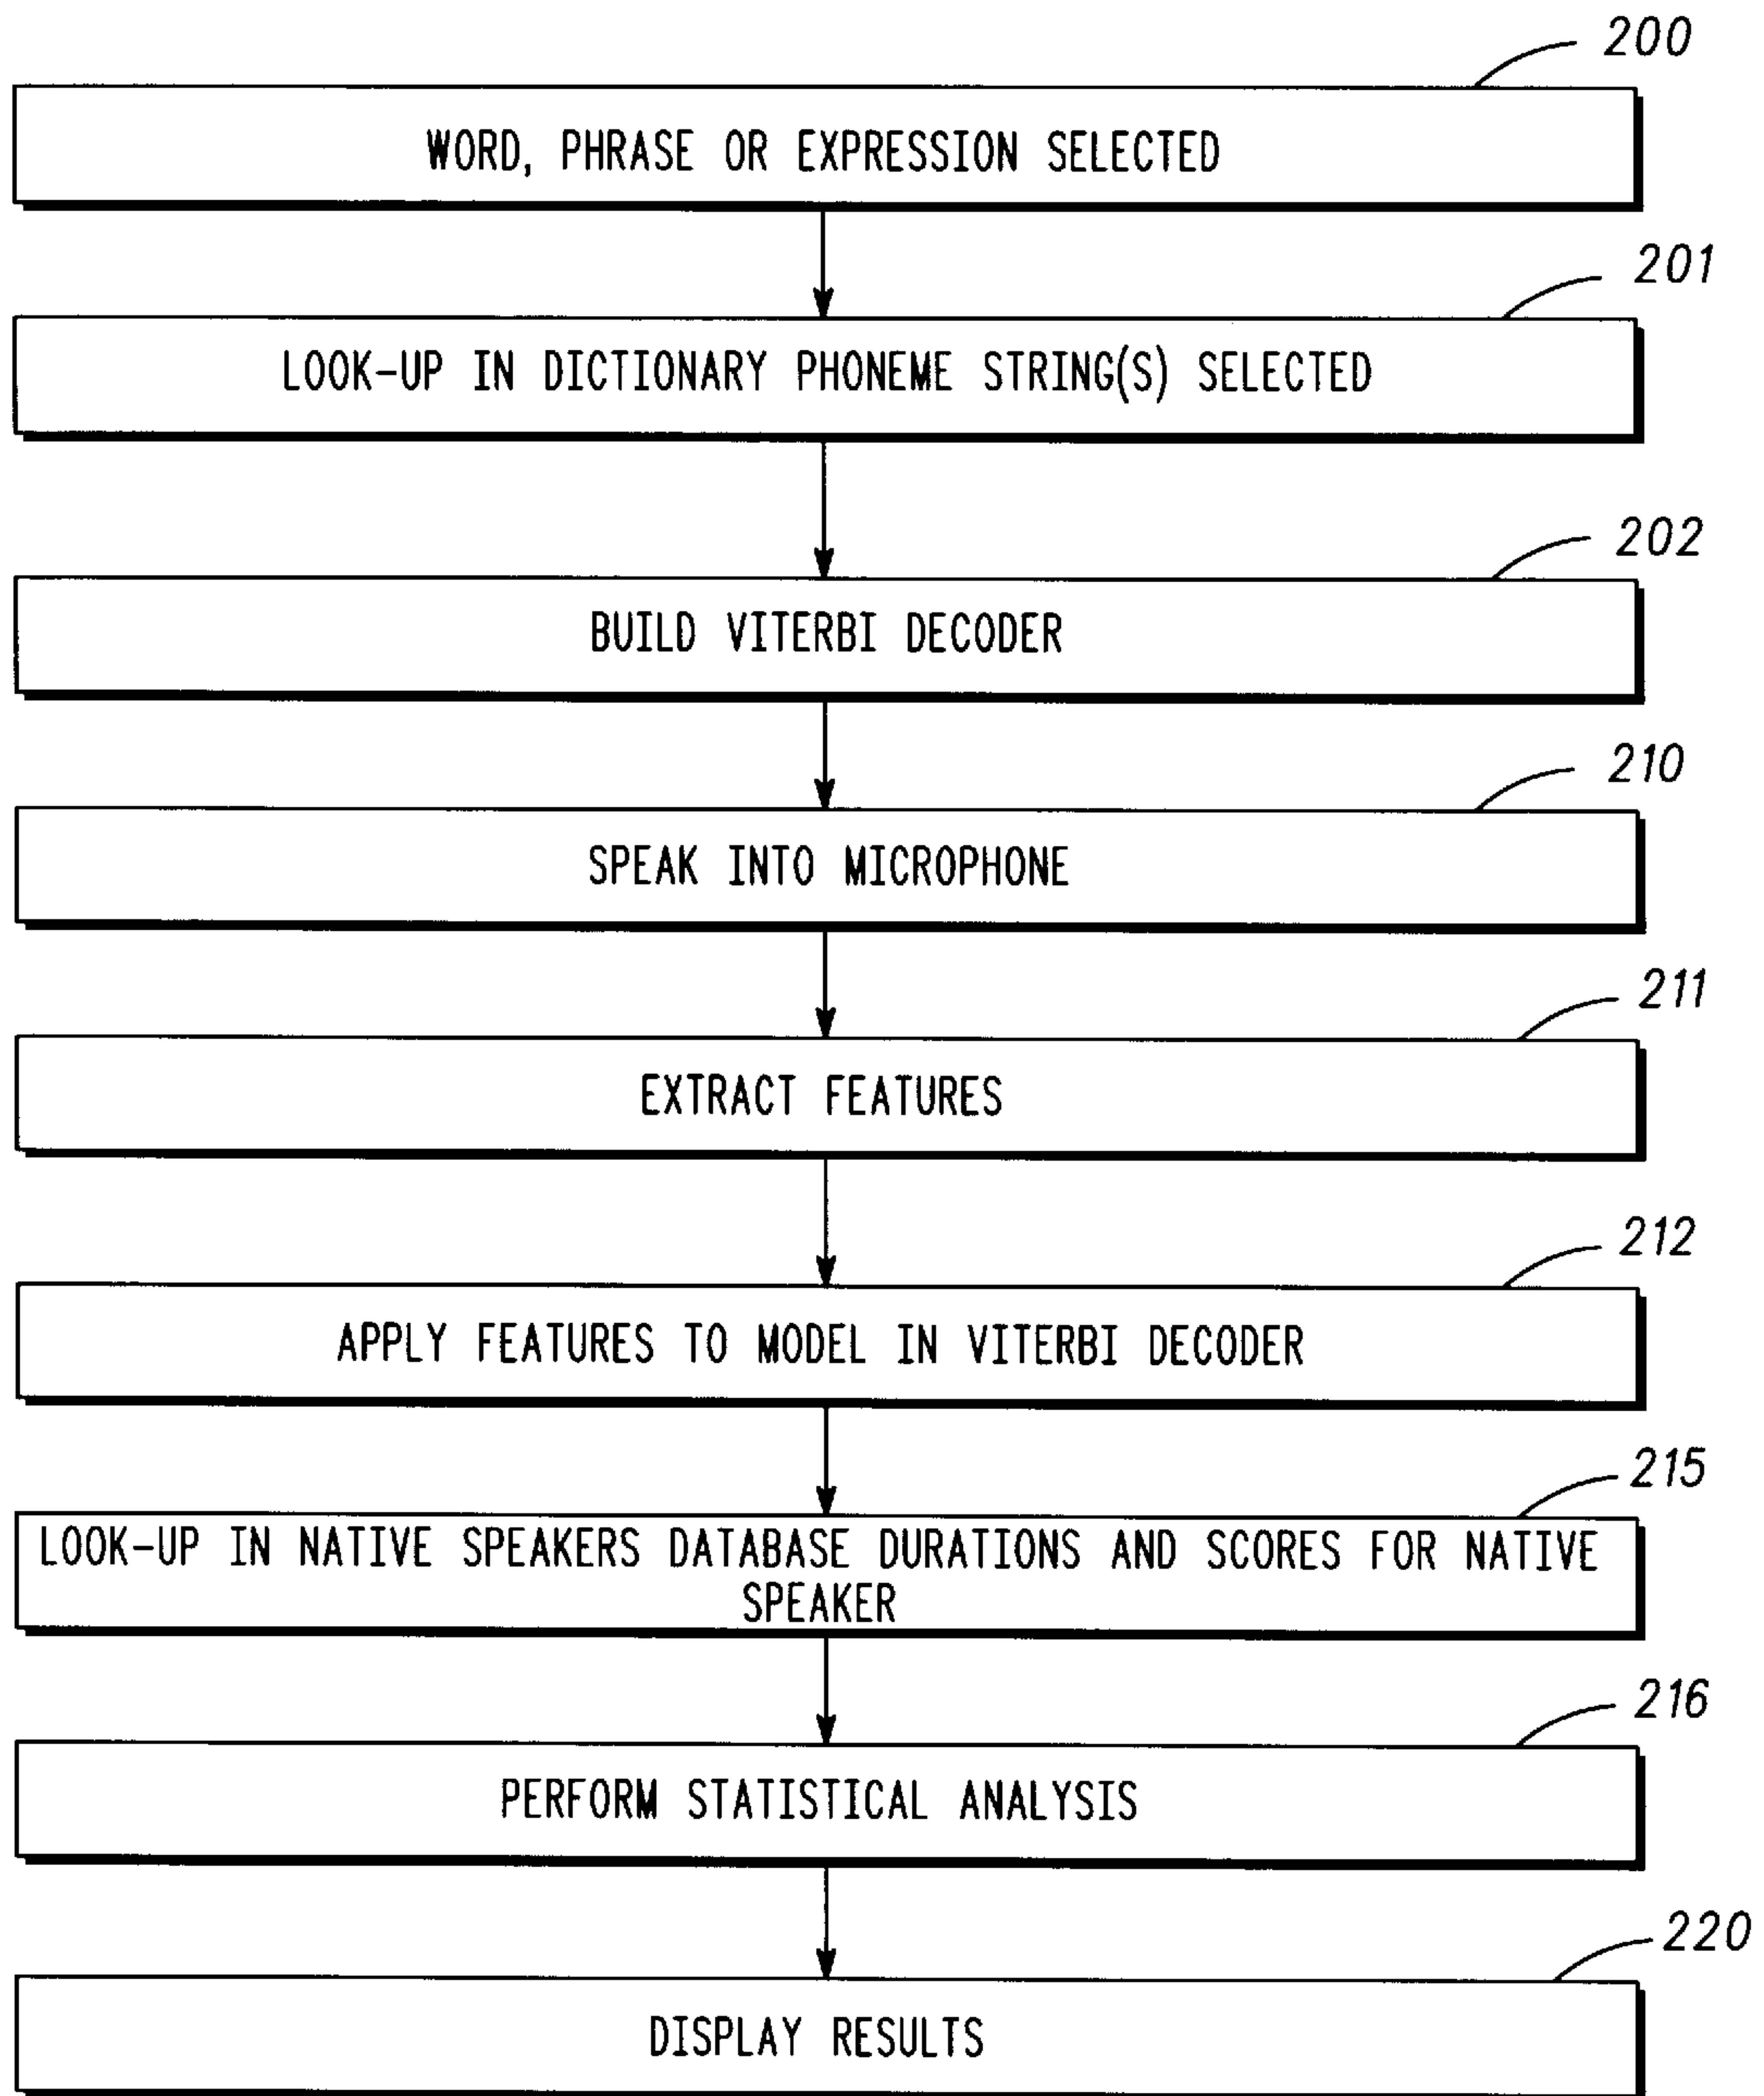 200
WORD, PHRASE OR EXPRESSION SELECTED
201
LOOK-UP IN DICTIONARY PHONEME STRING(S) SELECTED
202
BUILD VITERBI DECODER
210
SPEAK INTO MICROPHONE
211
EXTRACT FEATURES
212
APPLY FEATURES TO MODEL IN VITERBI DECODER
215
LOOK-UP IN NATIVE SPEAKERS DATABASE DURATIONS AND SCORES FOR NATIVE
SPEAKER
216
PERFORM STATISTICAL ANALYSIS
220
DISPLAY RESULTS